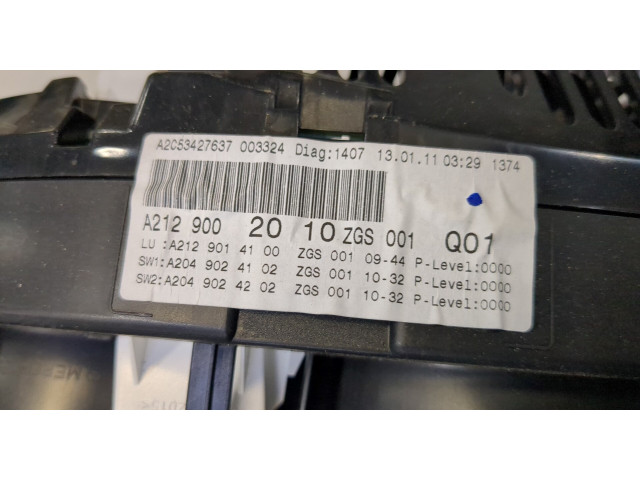 A2C53427637 003324 Diag:1407 13.01.11 03:29 1374
A212 900 20 10 ZGS 001 Q01
LU :A212 901 41 00 ZGS 001 09-44 P-Level:0000
SW1:A204 902 41 02 ZGS 001 10-32 P-Level:0000
SW2:A204 902 42 02 ZGS 001 10-32 P-Level:0000